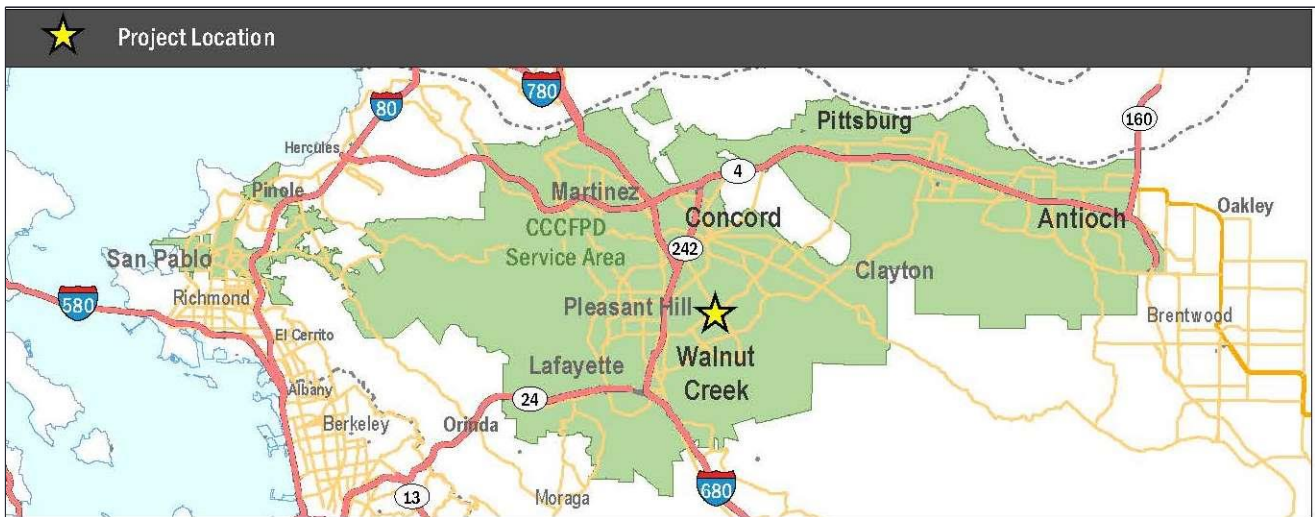 Project Location
80
780
160
Hercules
Pittsburg
4
Pinole
Martinez
Concord
Antioch
Oakley
CCCFPD
Service Area
242
San Pablo
Clayton
580
Richmond
Pleasant Hill
Brentwood
El Cerrito
Walnut
Creek
Lafayette
Albany
24
Berkeley
Orinda
680
13
Moraga